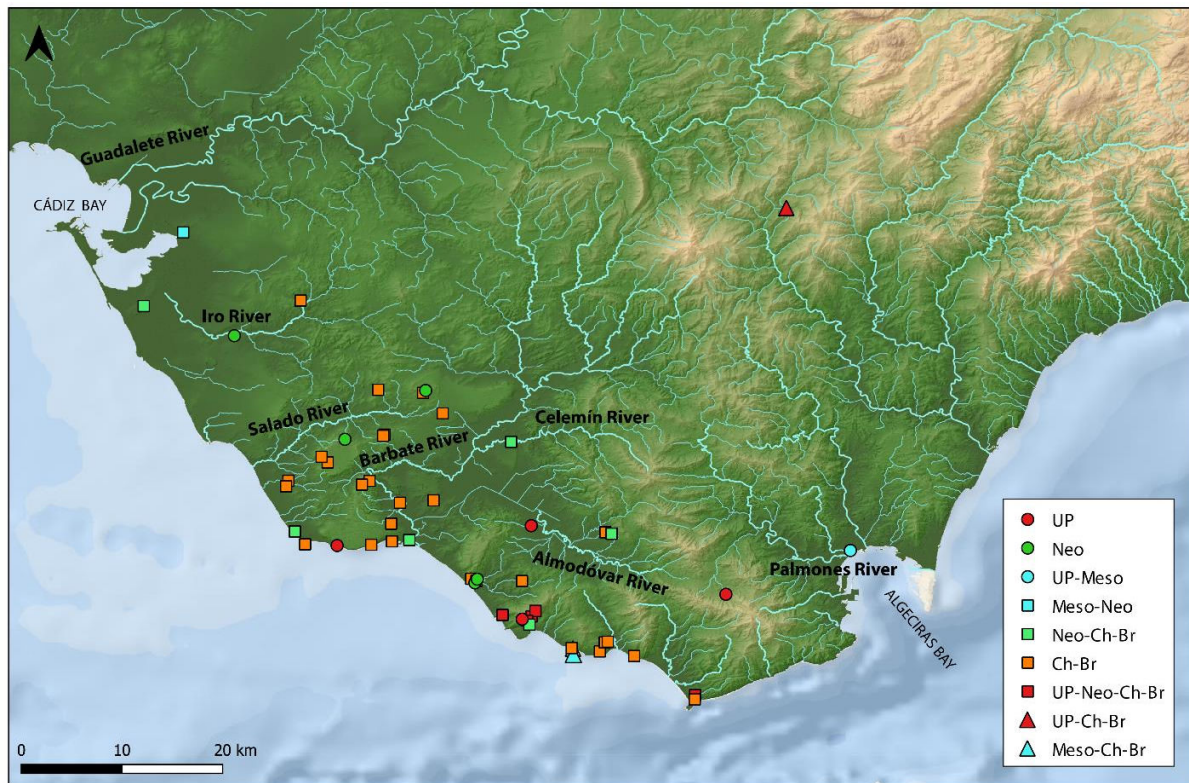 Guadalete River
CÁDIZ BAY
Iro River
Salado River
Celemín River
Barbate River
Almodóvar River
Palmones River
ALGECIRAS BAY
UP
Neo
UP-Meso
Meso-Neo
Neo-Ch-Br
Ch-Br
UP-Neo-Ch-Br
UP-Ch-Br
Meso-Ch-Br
0 10 20 km